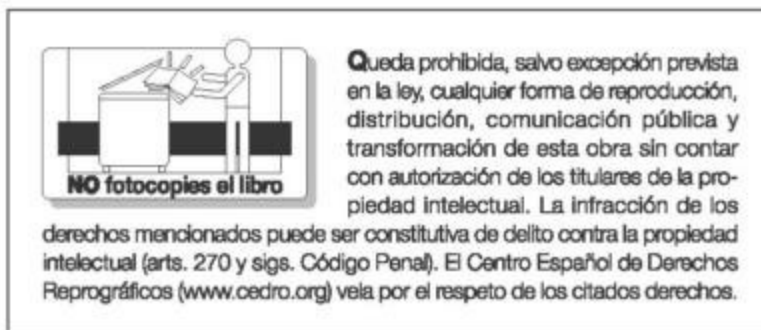 NO fotocopies el libro
Queda prohibida, salvo excepción prevista
en la ley, cualquier forma de reproducción,
distribución, comunicación pública y
transformación de esta obra sin contar
con autorización de los titulares de la pro-
piedad intelectual. La infracción de los
derechos mencionados puede ser constitutiva de delito contra la propiedad
intelectual (arts. 270 y sigs. Código Penal). El Centro Español de Derechos
Reprográficos (www.cedro.org) vela por el respeto de los citados derechos.